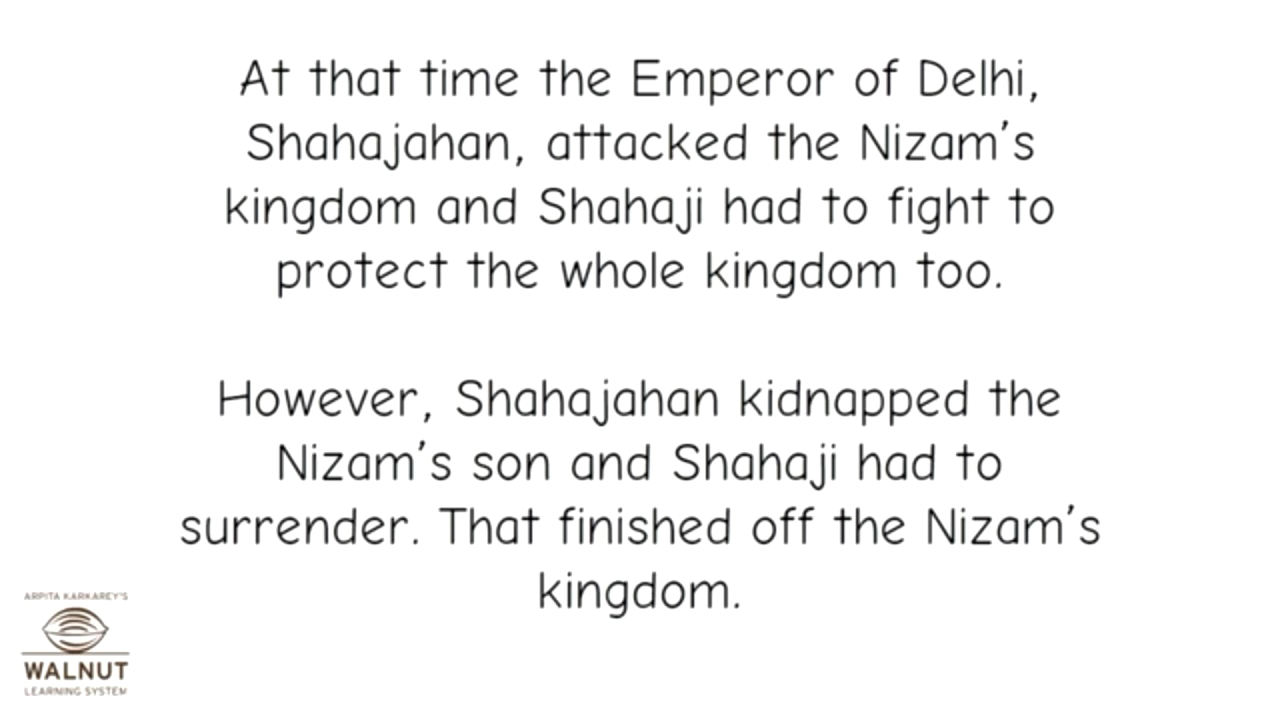 At that time the Emperor of Delhi,
Shahajahan, attacked the Nizam's
kingdom and Shahaji had to fight to
protect the whole kingdom too.
However, Shahajahan kidnapped the
Nizam's son and Shahaji had to
surrender. That finished off the Nizam's
kingdom.
ARPITA KARKAREY'S
WALNUT
LEARNING SYSTEM